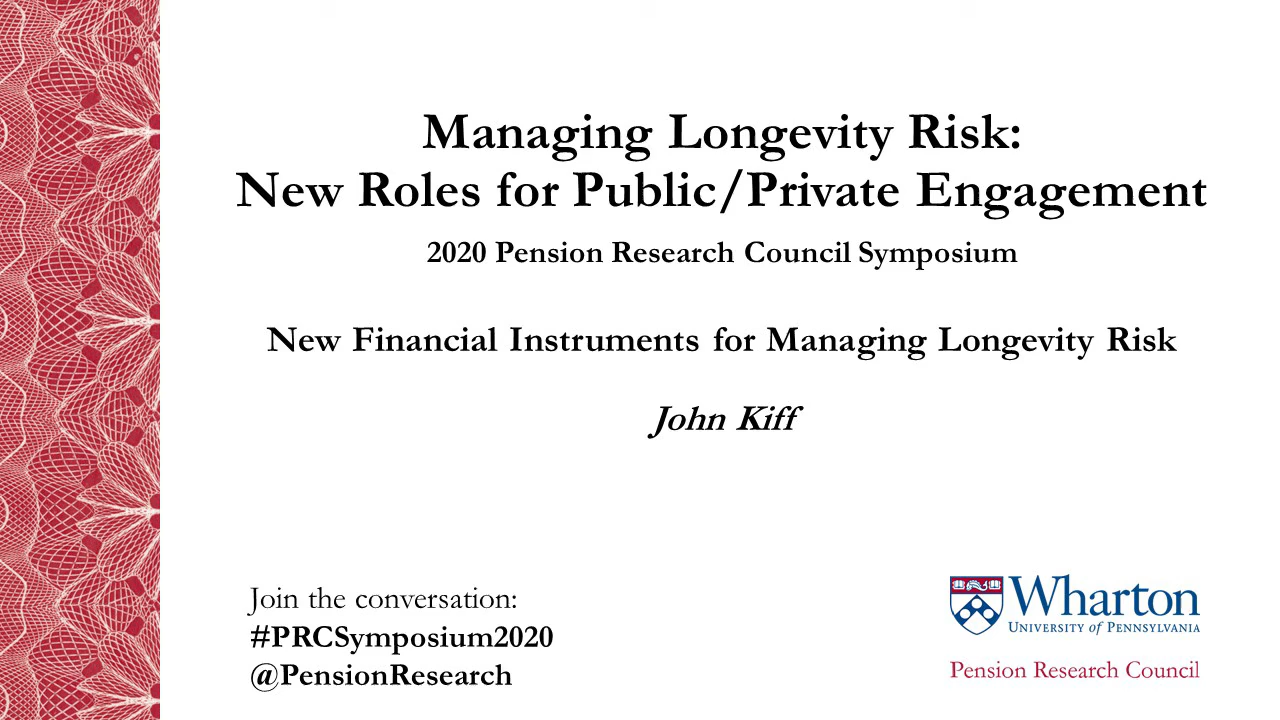 Managing Longevity Risk:
New Roles for Public/Private Engagement
2020 Pension Research Council Symposium
New Financial Instruments for Managing Longevity Risk
John Kiff
Join the conversation:
#PRCSymposium2020
@PensionResearch
Wharton
UNIVERSITY of PENNSYLVANIA
Pension Research Council